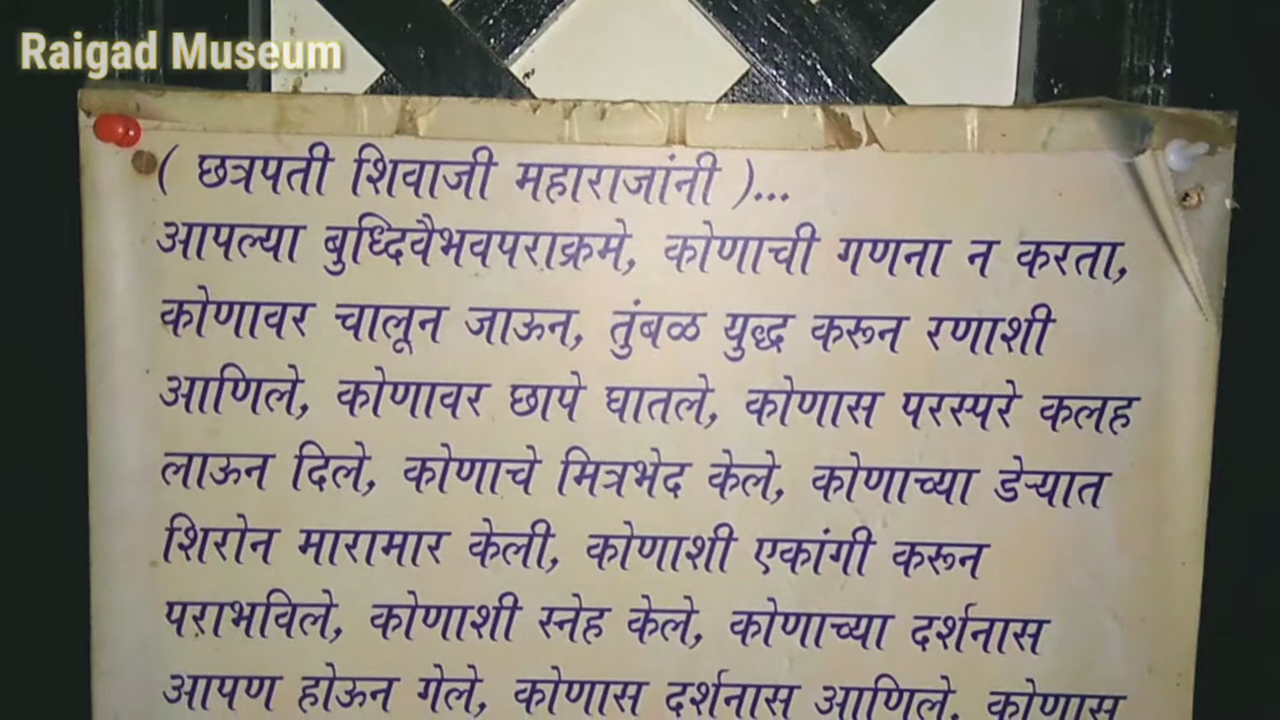 Raigad Museum
( छत्रपती शिवाजी महाराजांनी )...
आपल्या बुध्दिवैभवपराक्रमे, कोणाची गणना न करता,
कोणावर चालून जाऊन, तुंबळ युद्ध करून रणाशी
आणिले, कोणावर छापे घातले, कोणास परस्परे कलह
लाऊन दिले, कोणाचे मित्रभेद केले, कोणाच्या डेऱ्यात
शिरोन मारामार केली, कोणाशी एकांगी करून
पराभविले, कोणाशी स्नेह केले, कोणाच्या दर्शनास
आपण होऊन गेले, कोणास दर्शनास आणिले, कोणास